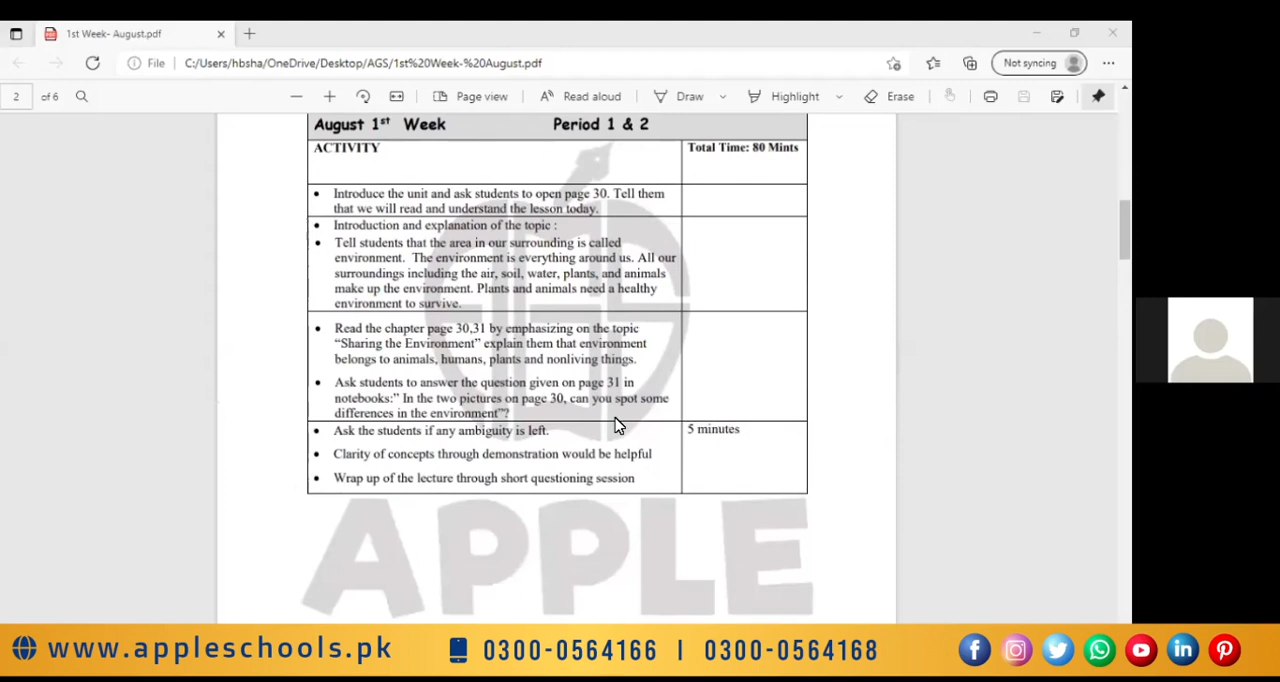 1st Week- August.pdf
File
C:/Users/hbsha/OneDrive/Desktop/AGS/1st%20Week-%20August.pdf
Not syncing
2 of 6
Page view
Read aloud
Draw
Highlight
Erase
August 1st Week Period 1 & 2
ACTIVITY
Total Time: 80 Mints
• Introduce the unit and ask students to open page 30. Tell them
that we will read and understand the lesson today.
• Introduction and explanation of the topic :
• Tell students that the area in our surrounding is called
environment. The environment is everything around us. All our
surroundings including the air, soil, water, plants, and animals
make up the environment. Plants and animals need a healthy
environment to survive.
• Read the chapter page 30,31 by emphasizing on the topic
“Sharing the Environment” explain them that environment
belongs to animals, humans, plants and nonliving things.
• Ask students to answer the question given on page 31 in
notebooks:” In the two pictures on page 30, can you spot some
differences in the environment”?
• Ask the students if any ambiguity is left.
5 minutes
• Clarity of concepts through demonstration would be helpful
• Wrap up of the lecture through short questioning session
APPLE
www.appleschools.pk
0300-0564166 | 0300-0564168